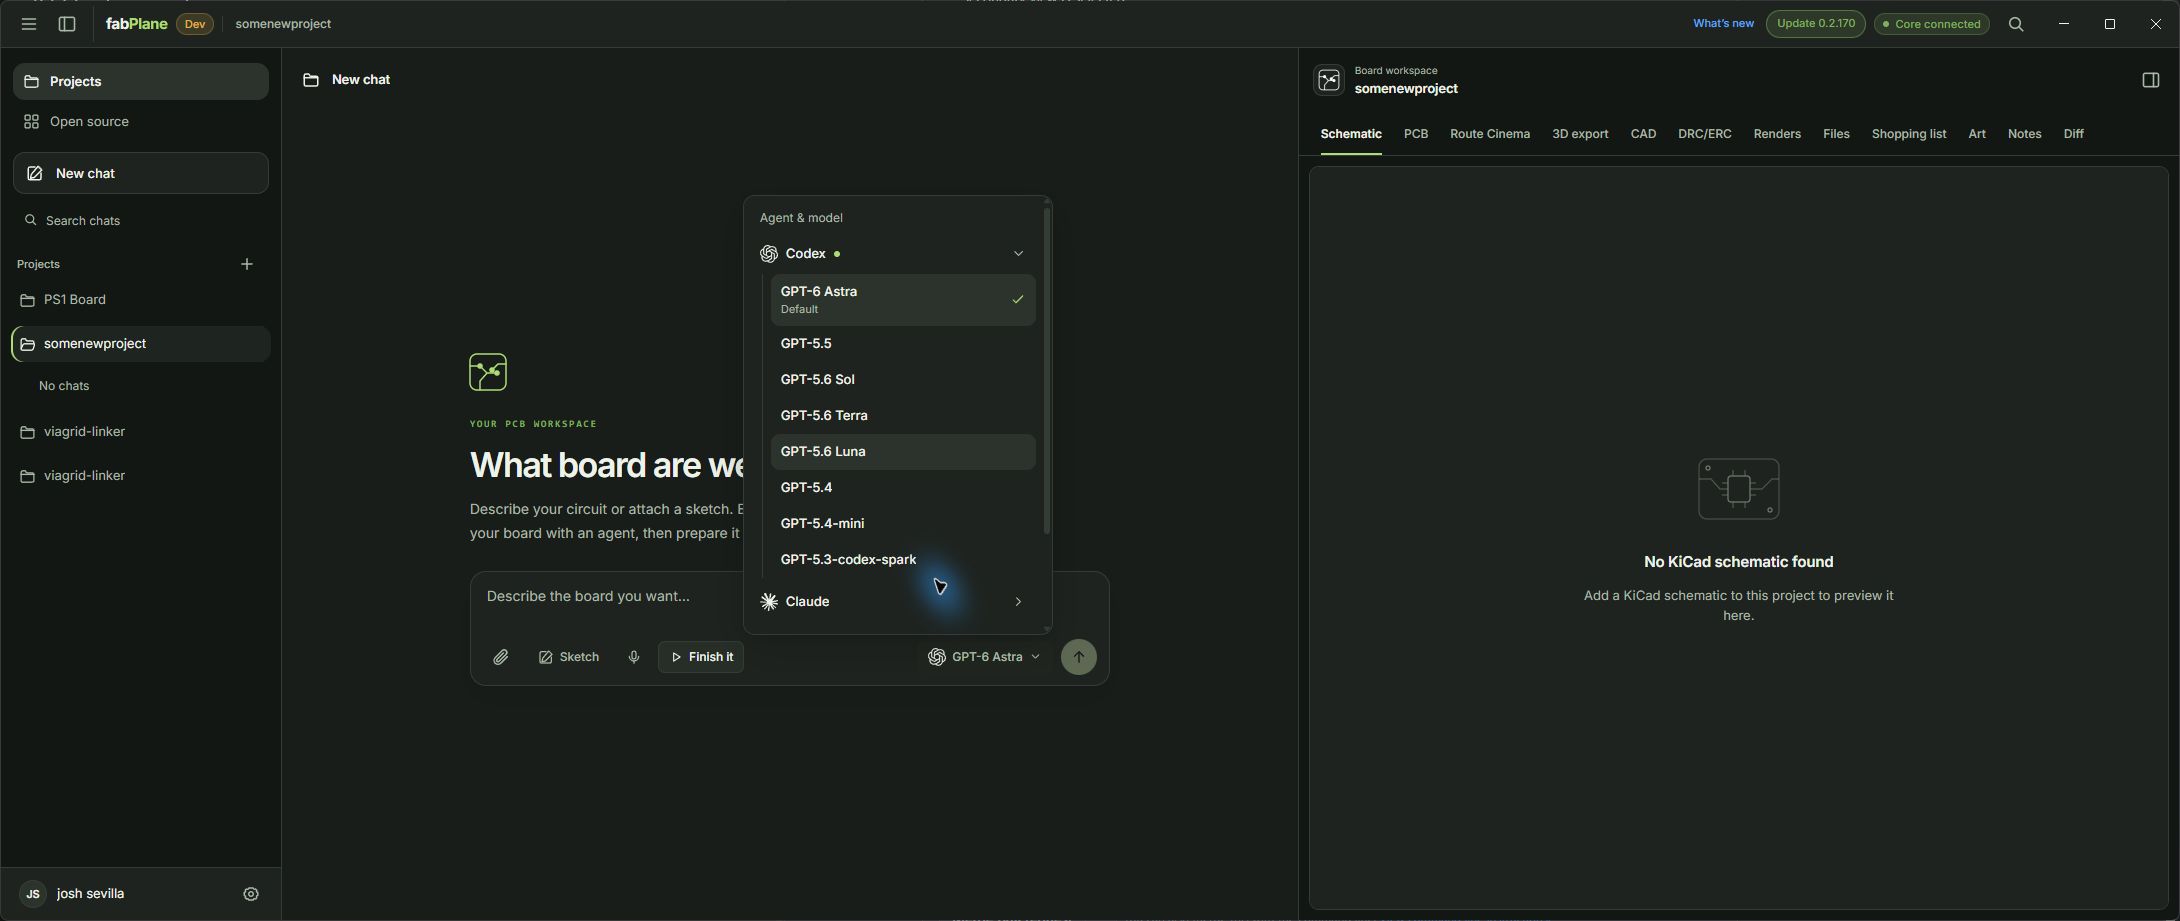 fabPlane Dev somenewproject
What's new Update 0.2.170 Core connected
Projects
Open source
New chat
Search chats
Projects
PS1 Board
somenewproject
No chats
viagrid-linker
viagrid-linker
JS josh sevilla
New chat
YOUR PCB WORKSPACE
What board are we
Describe your circuit or attach a sketch.
your board with an agent, then prepare it
Describe the board you want...
Sketch Finish it GPT-6 Astra
Agent & model
Codex
GPT-6 Astra
Default
GPT-5.5
GPT-5.6 Sol
GPT-5.6 Terra
GPT-5.6 Luna
GPT-5.4
GPT-5.4-mini
GPT-5.3-codex-spark
Claude
Board workspace
somenewproject
Schematic PCB Route Cinema 3D export CAD DRC/ERC Renders Files Shopping list Art Notes Diff
No KiCad schematic found
Add a KiCad schematic to this project to preview it
here.